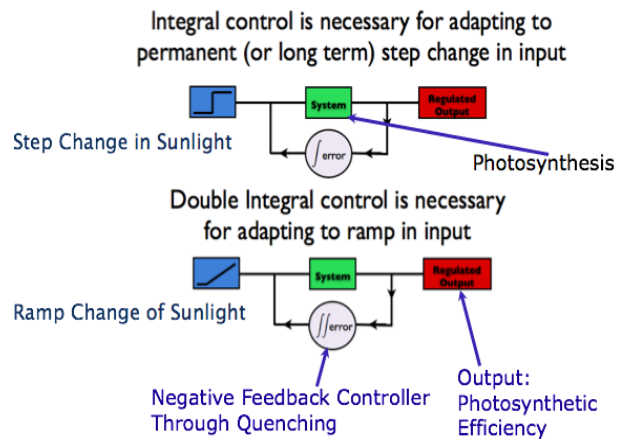 Integral control is necessary for adapting to
permanent (or long term) step change in input
System
Regulated
Output
Step Change in Sunlight
∫error
Photosynthesis
Double Integral control is necessary
for adapting to ramp in input
System
Regulated
Output
Ramp Change of Sunlight
∬error
Negative Feedback Controller
Through Quenching
Output:
Photosynthetic
Efficiency